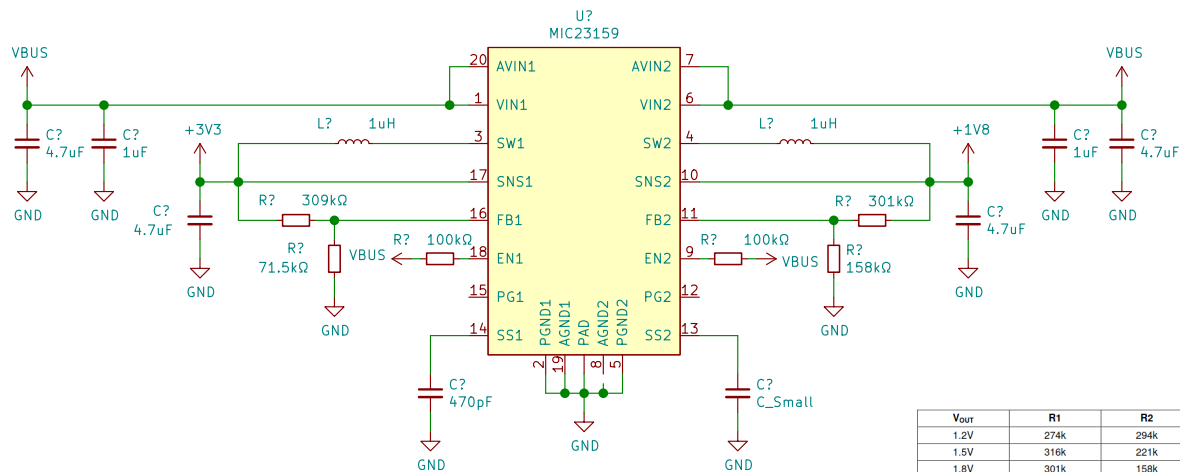 U?
MIC23159
VBUS
VBUS
20 AVIN1
AVIN2 7
1 VIN1
VIN2 6
C?
4.7uF
C?
1uF
+3V3
L? 1uH
3 SW1
SW2 4
L? 1uH
+1V8
C?
1uF
C?
4.7uF
17 SNS1
SNS2 10
GND
GND
GND
GND
R? 309kΩ
R? 301kΩ
C?
4.7uF
16 FB1
FB2 11
C?
4.7uF
R?
71.5kΩ
VBUS
R? 100kΩ
18 EN1
EN2 9
R? 100kΩ
VBUS
R?
158kΩ
GND
GND
15 PG1
PG2 12
GND
GND
14 SS1
SS2 13
PGND1
AGND1
PAD
AGND2
PGND2
2
19
8
5
C?
470pF
C?
C_Small
GND
GND
GND
VOUT R1 R2
1.2V 274k 294k
1.5V 316k 221k
1.8V 301k 158k